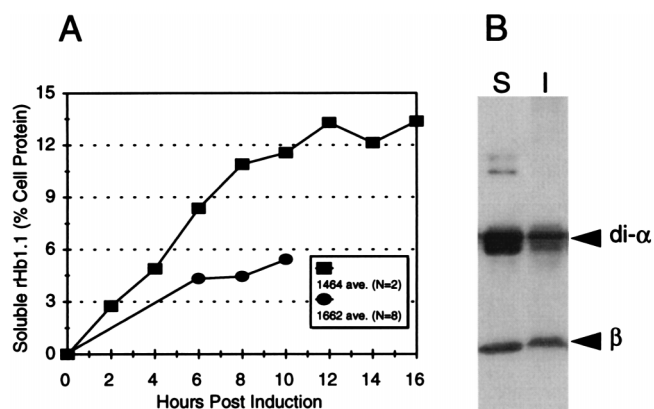 A
B
S I
15
12
9
6
3
0
Soluble rHb1.1 (% Cell Protein)
1464 ave. (N=2)
1662 ave. (N=8)
0 2 4 6 8 10 12 14 16
Hours Post Induction
di-α
β